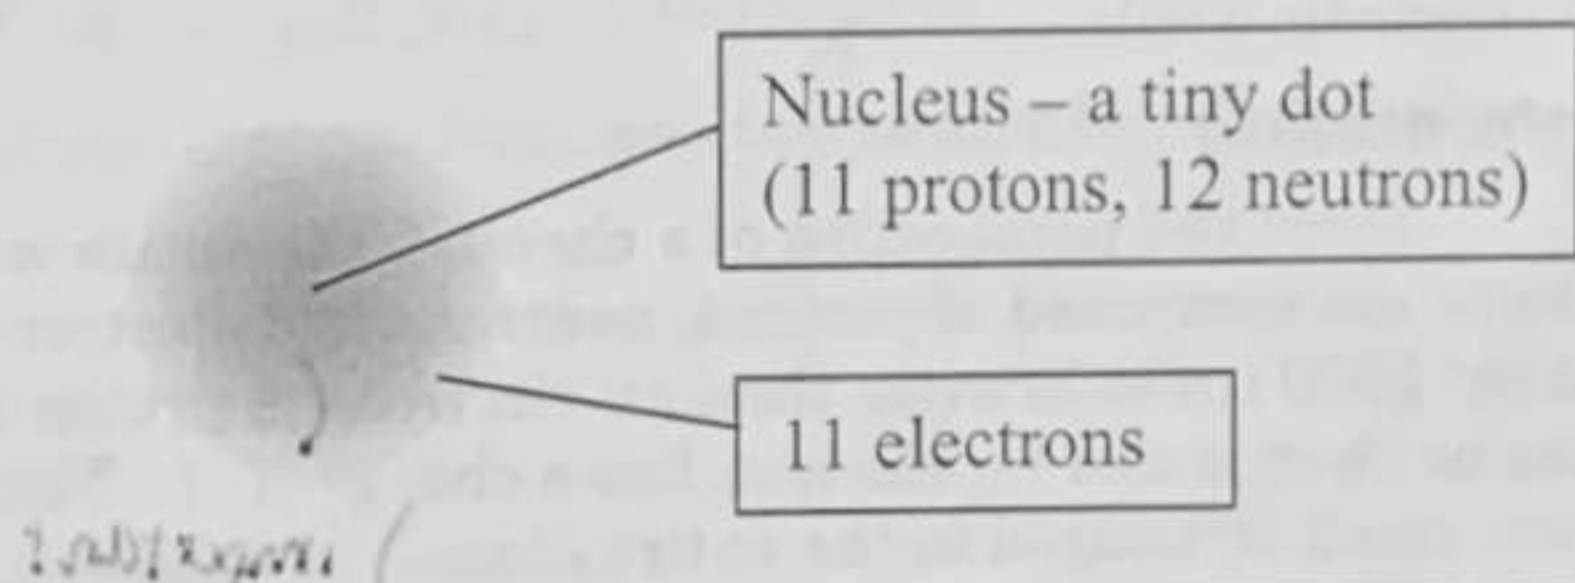 Nucleus – a tiny dot
(11 protons, 12 neutrons)
11 electrons